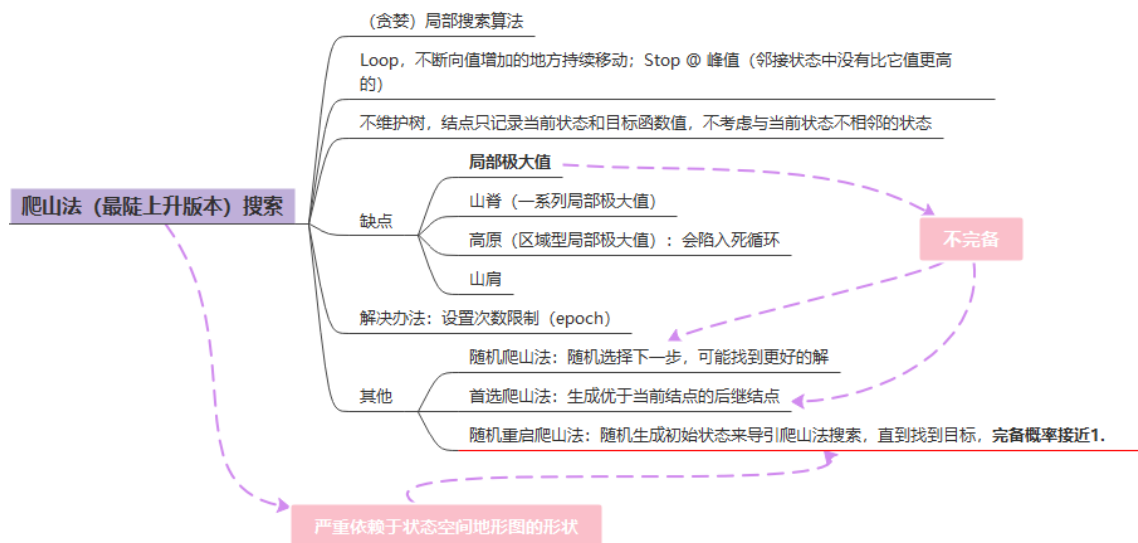 （贪婪）局部搜索算法
Loop，不断向值增加的地方持续移动；Stop @ 峰值（邻接状态中没有比它值更高
的）
不维护树，结点只记录当前状态和目标函数值，不考虑与当前状态不相邻的状态
爬山法（最陡上升版本）搜索
缺点
局部极大值
山脊（一系列局部极大值）
高原（区域型局部极大值）：会陷入死循环
山肩
不完备
解决办法：设置次数限制（epoch）
其他
随机爬山法：随机选择下一步，可能找到更好的解
首选爬山法：生成优于当前结点的后继结点
随机重启爬山法：随机生成初始状态来导引爬山法搜索，直到找到目标，完备概率接近1.
严重依赖于状态空间地形图的形状